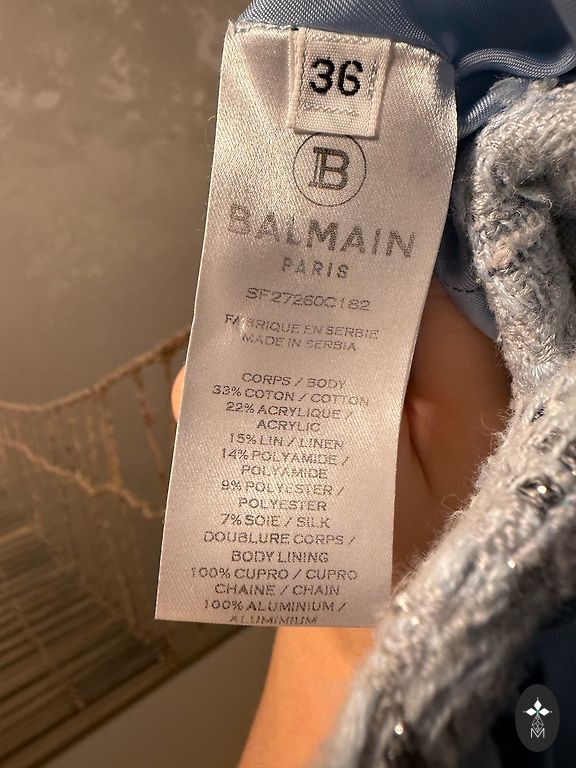 36
B
BALMAIN
PARIS
SF27260C182
FABRIQUE EN SERBIE
MADE IN SERBIA
CORPS / BODY
33% COTON / COTTON
22% ACRYLIQUE /
ACRYLIC
15% LIN / LINEN
14% POLYAMIDE /
POLYAMIDE
9% POLYESTER /
POLYESTER
7% SOIE / SILK
DOUBLURE CORPS /
BODY LINING
100% CUPRO / CUPRO
CHAINE / CHAIN
100% ALUMINIUM /
ALUMINIUM
M